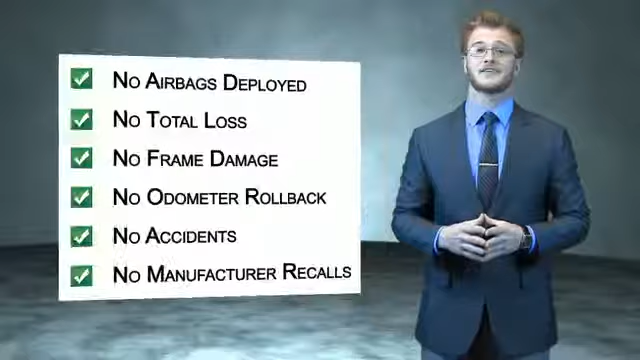 No Airbags Deployed
No Total Loss
No Frame Damage
No Odometer Rollback
No Accidents
No Manufacturer Recalls